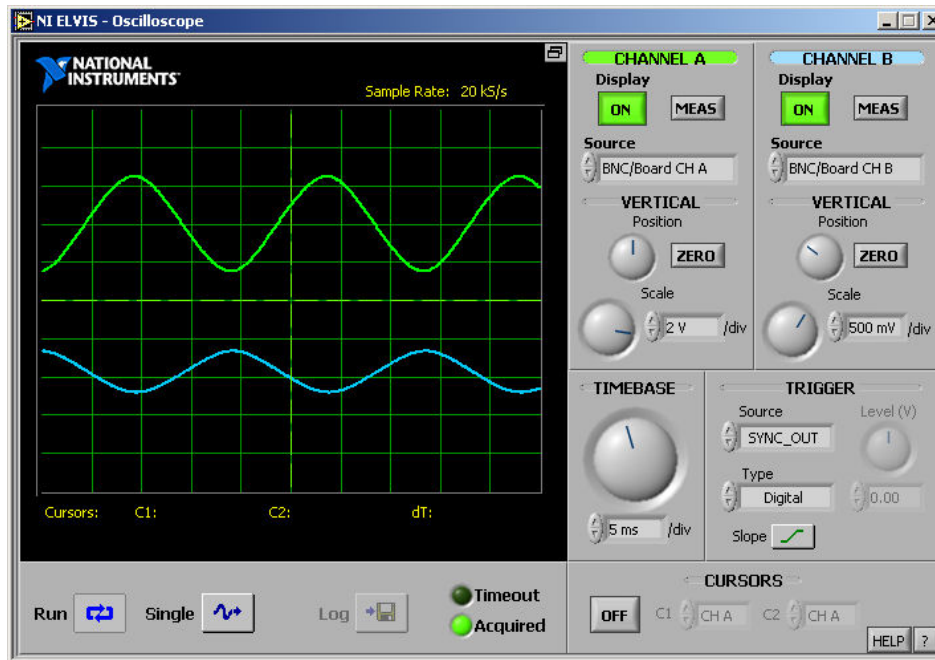 NI ELVIS - Oscilloscope
NATIONAL
INSTRUMENTS
Sample Rate: 20 kS/s
Cursors: C1: C2: dT:
Run
Single
Log
Timeout
Acquired
CHANNEL A
Display
ON
MEAS
Source
BNC/Board CH A
VERTICAL
Position
ZERO
Scale
2 V /div
CHANNEL B
Display
ON
MEAS
Source
BNC/Board CH B
VERTICAL
Position
ZERO
Scale
500 mV /div
TIMEBASE
5 ms /div
TRIGGER
Source
SYNC_OUT
Type
Digital
Slope
Level (V)
0.00
CURSORS
OFF
C1 CH A
C2 CH A
HELP
?